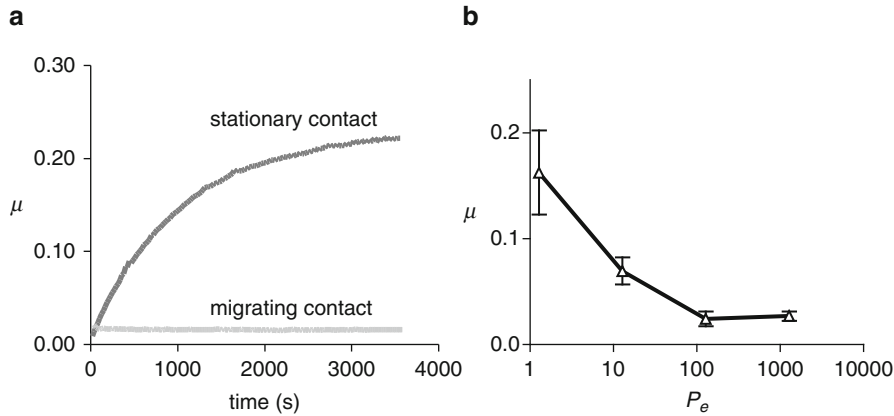 a
0.30
0.20
0.10
0.00
μ
stationary contact
migrating contact
0
1000
2000
3000
4000
time (s)
b
0.2
0.1
0.0
μ
1
10
100
1000
10000
Pe